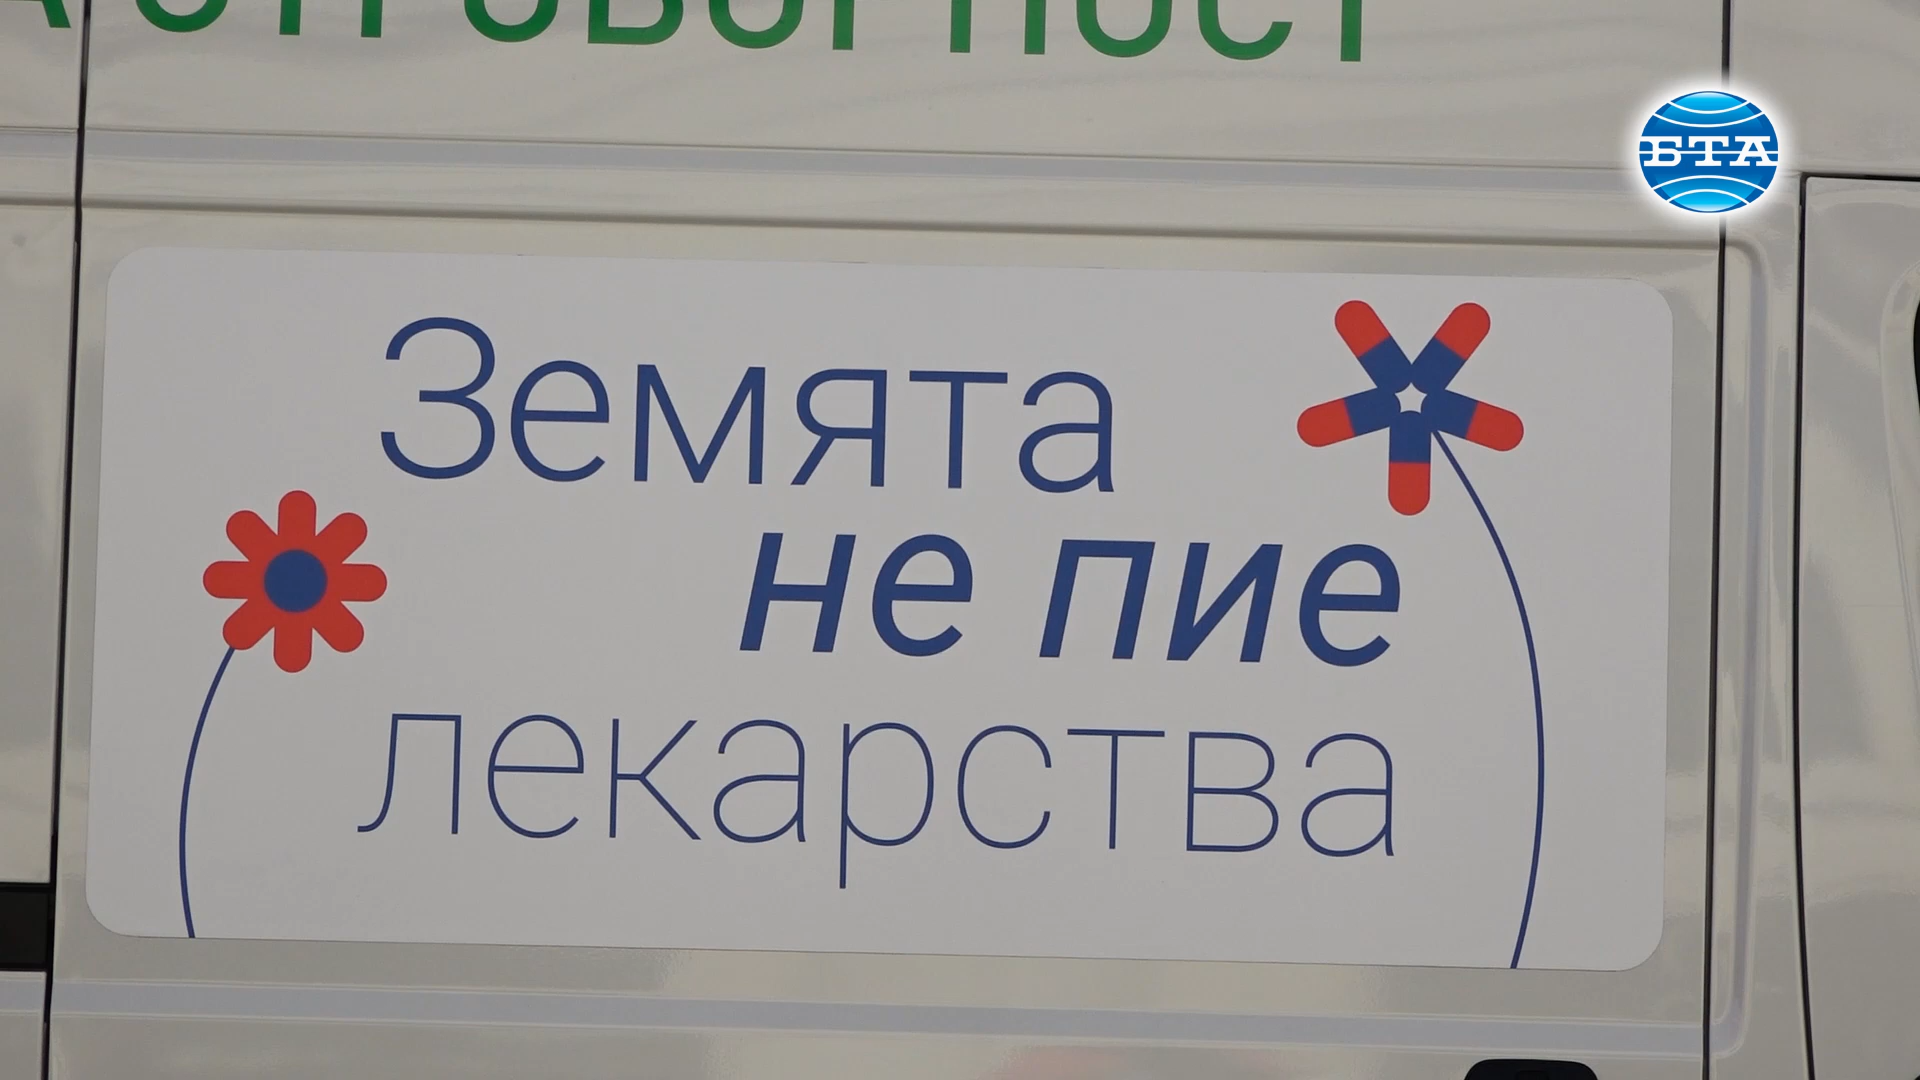 БТА
Земята
не пие
лекарства